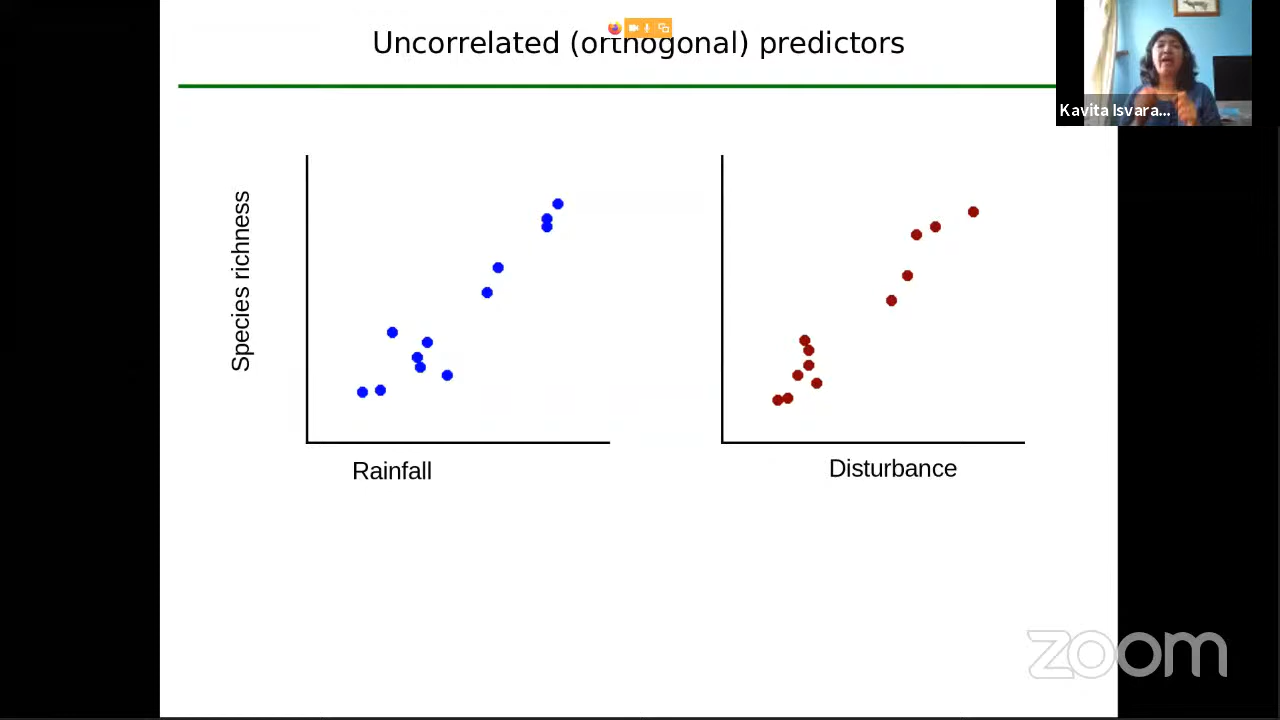 Uncorrelated (orthogonal) predictors
Kavita Isvara...
Species richness
Rainfall
Disturbance
zoom